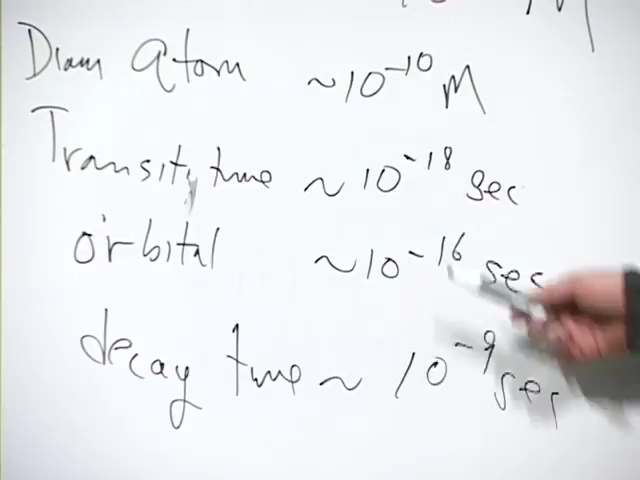 M
Diam Atom ~10⁻¹⁰ M
Transit time ~ 10⁻¹⁸ sec
orbital ~10⁻¹⁶ sec
decay time ~ 10⁻⁹ sec